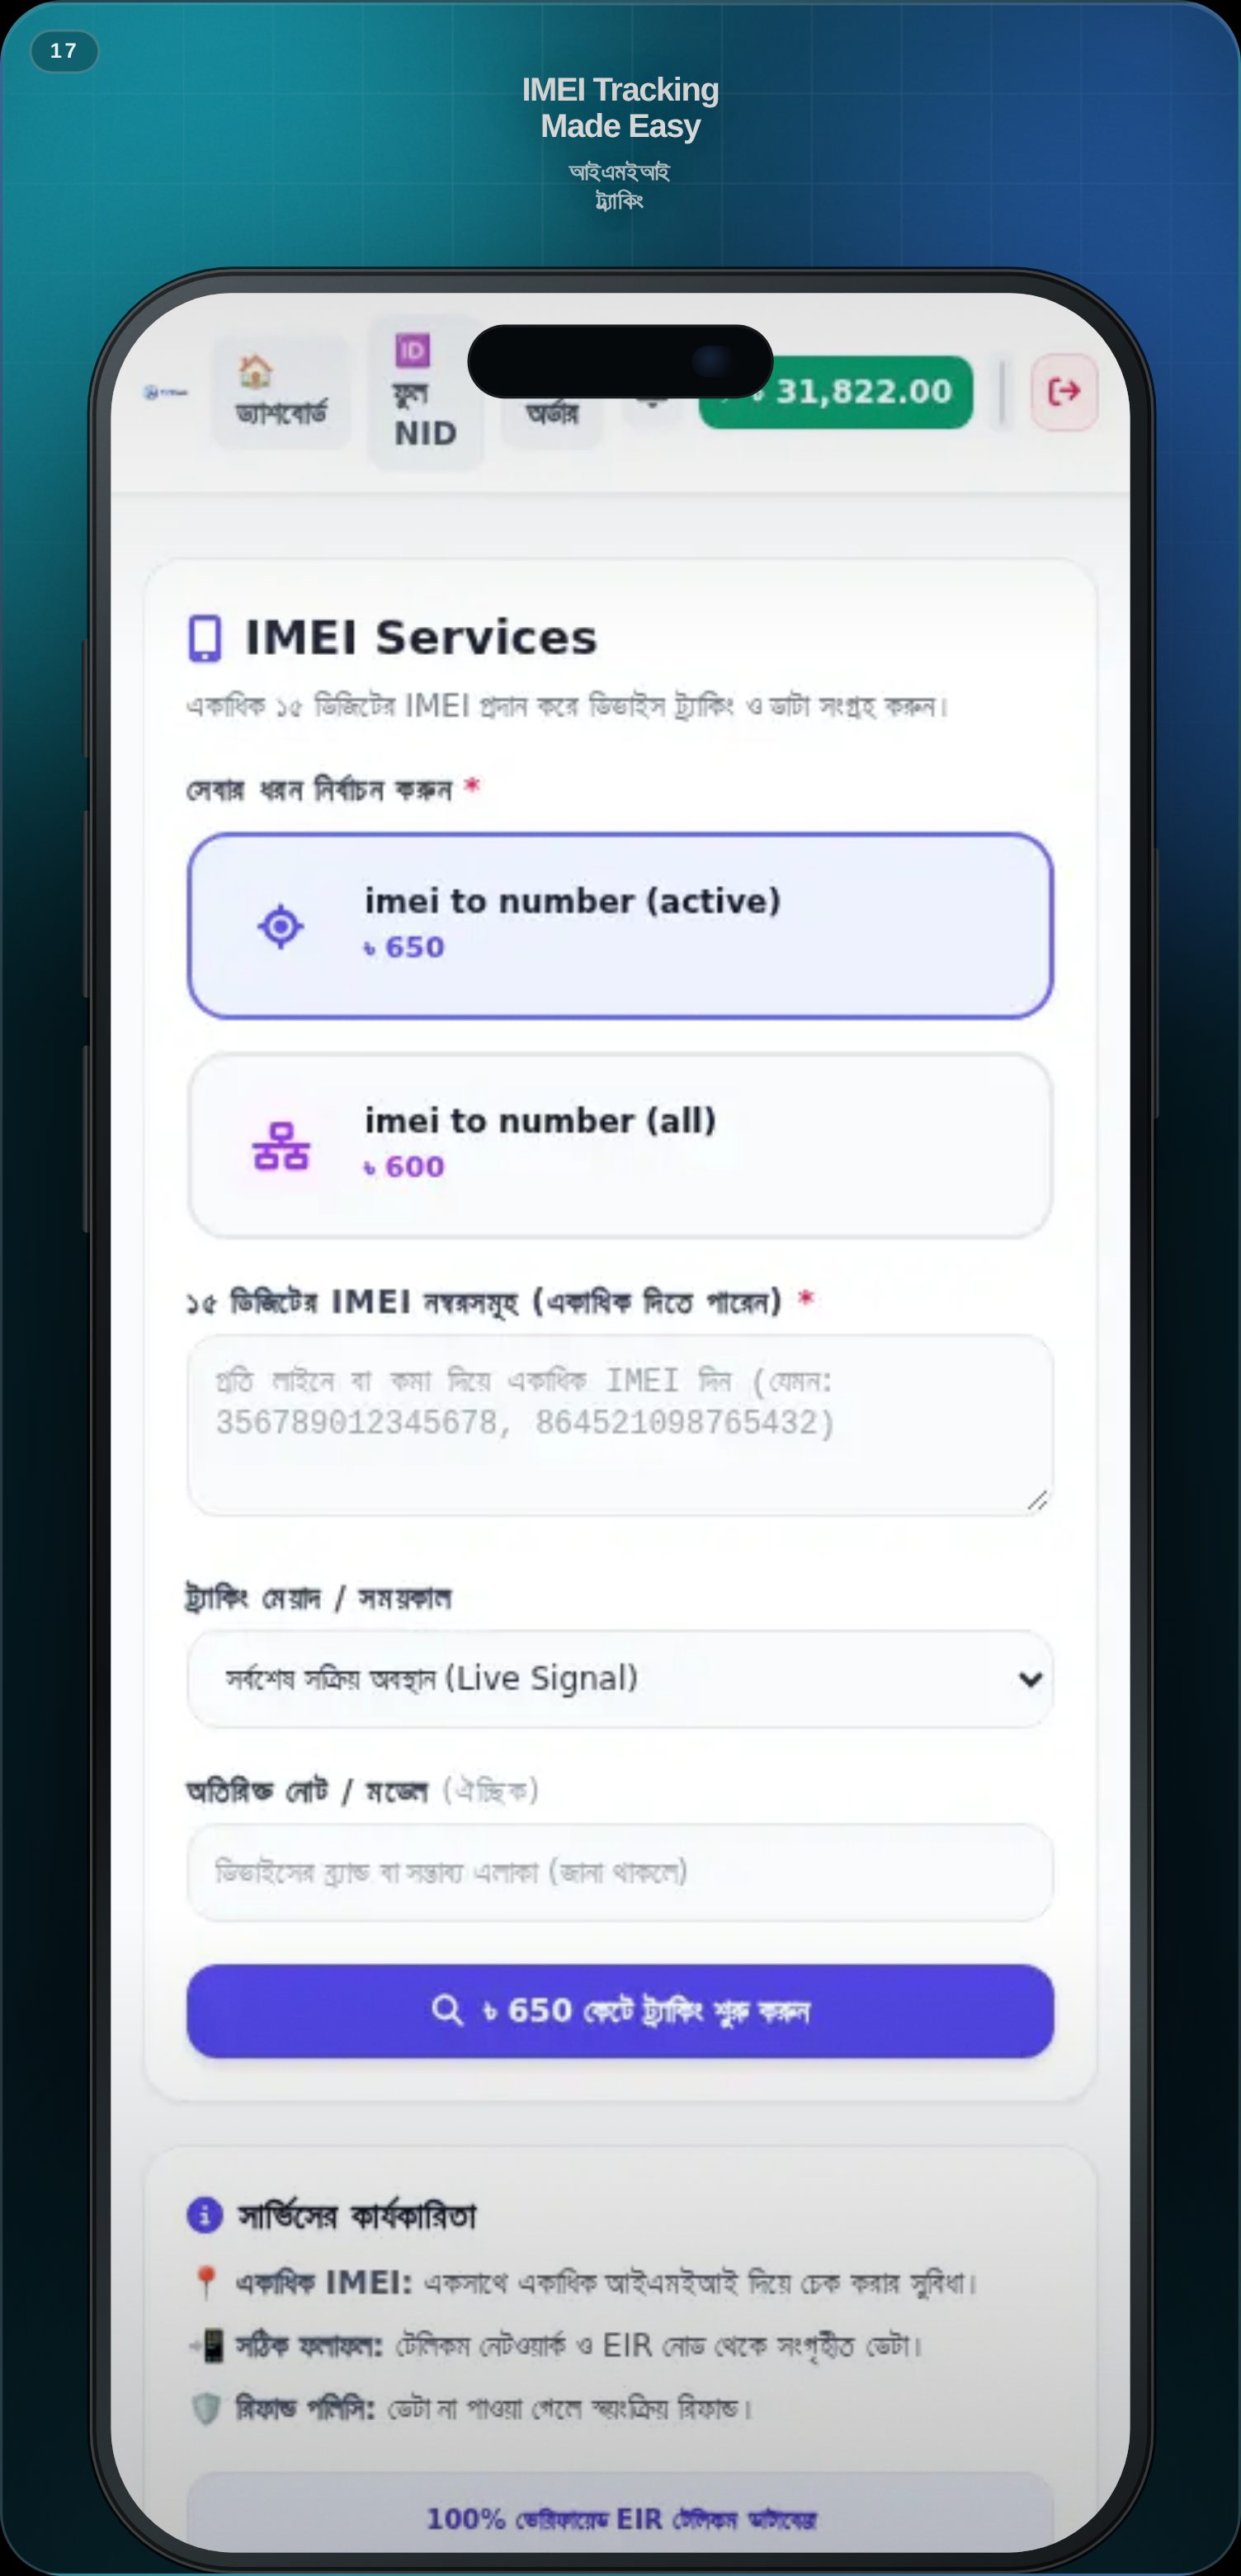 17
IMEI Tracking
Made Easy
আইএমইআই
ট্র্যাকিং
ড্যাশবোর্ড
ID
ফুল
NID
অর্ডার
৳ 31,822.00
IMEI Services
একাধিক ১৫ ডিজিটের IMEI প্রদান করে ডিভাইস ট্র্যাকিং ও ডাটা সংগ্রহ করুন।
সেবার ধরন নির্বাচন করুন *
imei to number (active)
৳ 650
imei to number (all)
৳ 600
১৫ ডিজিটের IMEI নম্বরসমূহ (একাধিক দিতে পারেন) *
প্রতি লাইনে বা কমা দিয়ে একাধিক IMEI দিন (যেমন:
356789012345678, 864521098765432)
ট্র্যাকিং মেয়াদ / সময়কাল
সর্বশেষ সক্রিয় অবস্থান (Live Signal)
অতিরিক্ত নোট / মডেল (ঐচ্ছিক)
ডিভাইসের ব্র্যান্ড বা সম্ভাব্য এলাকা (জানা থাকলে)
৳ 650 কেটে ট্র্যাকিং শুরু করুন
সার্ভিসের কার্যকারিতা
একাধিক IMEI: একসাথে একাধিক আইএমইআই দিয়ে চেক করার সুবিধা।
সঠিক ফলাফল: টেলিকম নেটওয়ার্ক ও EIR নোড থেকে সংগৃহীত ডেটা।
রিফান্ড পলিসি: ডেটা না পাওয়া গেলে স্বয়ংক্রিয় রিফান্ড।
100% ভেরিফায়েড EIR টেলিকম ডাটাবেজ